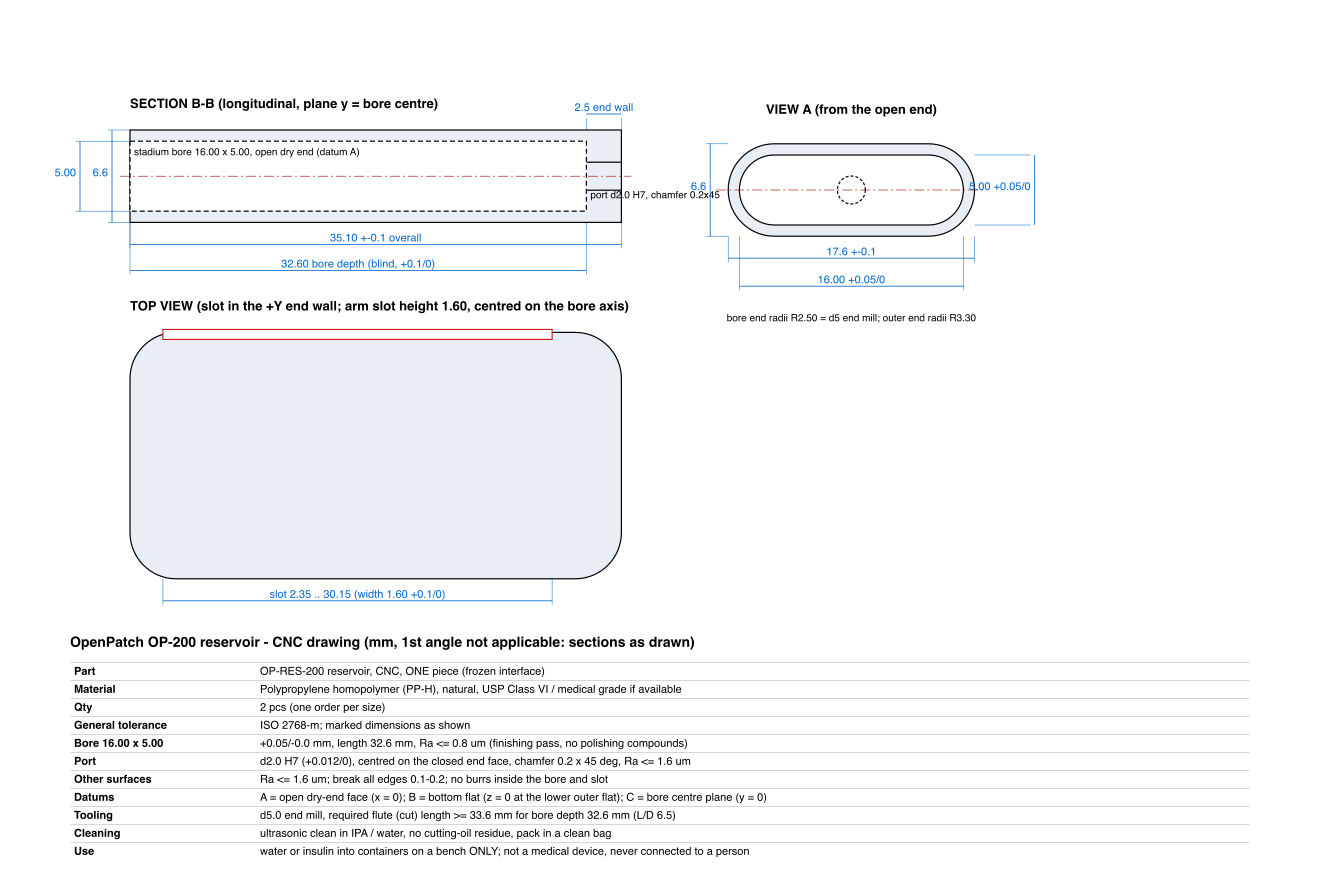 SECTION B-B (longitudinal, plane y = bore centre)
2.5 end wall
VIEW A (from the open end)
stadium bore 16.00 x 5.00, open dry end (datum A)
5.00
6.6
port d2.0 H7, chamfer 0.2x45
6.6
5.00 +0.05/0
35.10 +-0.1 overall
32.60 bore depth (blind, +0.1/0)
17.6 +-0.1
16.00 +0.05/0
TOP VIEW (slot in the +Y end wall; arm slot height 1.60, centred on the bore axis)
bore end radii R2.50 = d5 end mill; outer end radii R3.30
slot 2.35 .. 30.15 (width 1.60 +0.1/0)
OpenPatch OP-200 reservoir - CNC drawing (mm, 1st angle not applicable: sections as drawn)
Part OP-RES-200 reservoir, CNC, ONE piece (frozen interface)
Material Polypropylene homopolymer (PP-H), natural, USP Class VI / medical grade if available
Qty 2 pcs (one order per size)
General tolerance ISO 2768-m; marked dimensions as shown
Bore 16.00 x 5.00 +0.05/-0.0 mm, length 32.6 mm, Ra <= 0.8 um (finishing pass, no polishing compounds)
Port d2.0 H7 (+0.012/0), centred on the closed end face, chamfer 0.2 x 45 deg, Ra <= 1.6 um
Other surfaces Ra <= 1.6 um; break all edges 0.1-0.2; no burrs inside the bore and slot
Datums A = open dry-end face (x = 0); B = bottom flat (z = 0 at the lower outer flat); C = bore centre plane (y = 0)
Tooling d5.0 end mill, required flute (cut) length >= 33.6 mm for bore depth 32.6 mm (L/D 6.5)
Cleaning ultrasonic clean in IPA / water, no cutting-oil residue, pack in a clean bag
Use water or insulin into containers on a bench ONLY; not a medical device, never connected to a person